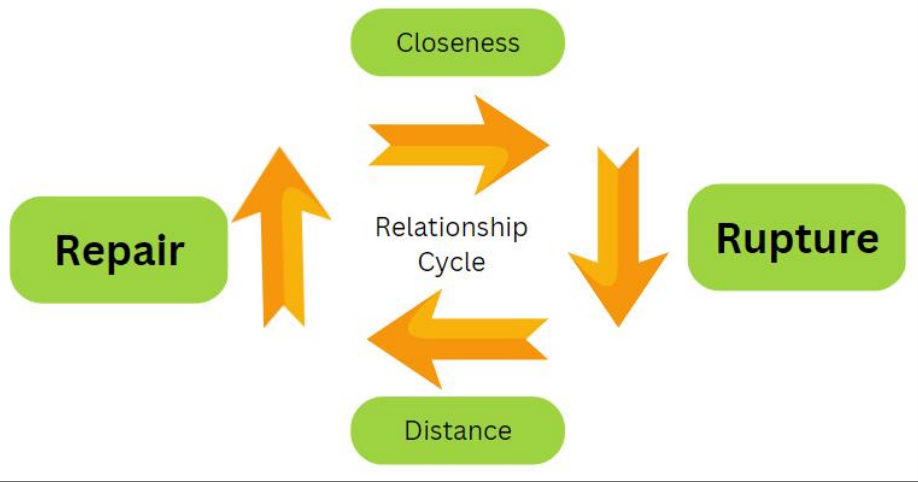 Closeness
Repair
Relationship
Cycle
Rupture
Distance